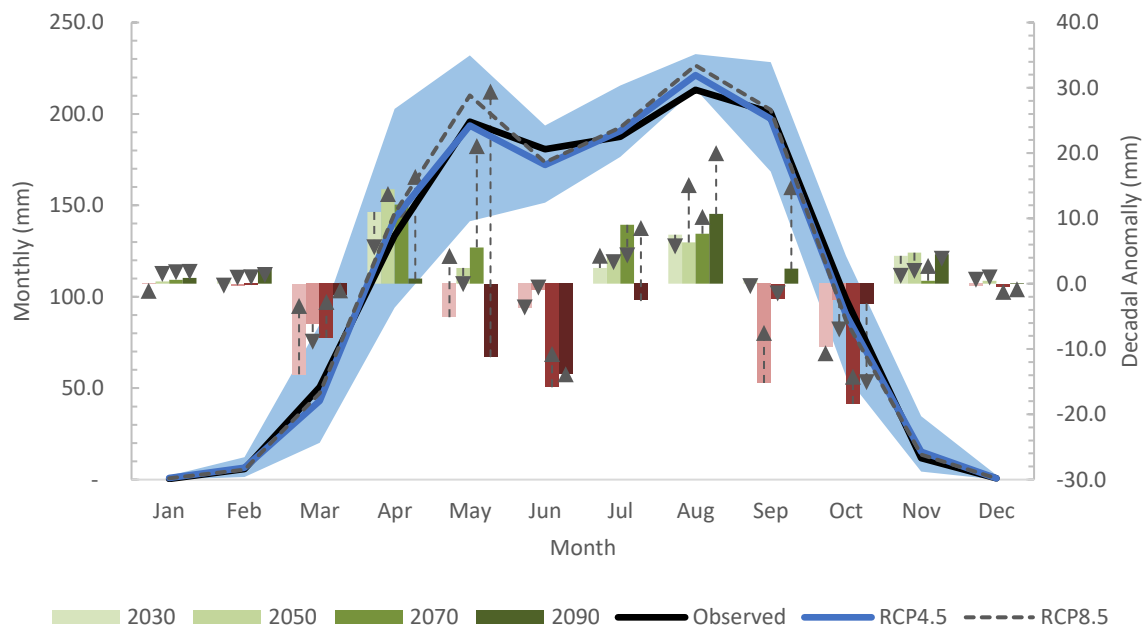 250.0
200.0
150.0
100.0
50.0
-
Monthly (mm)
40.0
30.0
20.0
10.0
0.0
-10.0
-20.0
-30.0
Decadal Anomally (mm)
Jan Feb Mar Apr May Jun Jul Aug Sep Oct Nov Dec
Month
2030 2050 2070 2090 Observed RCP4.5 RCP8.5